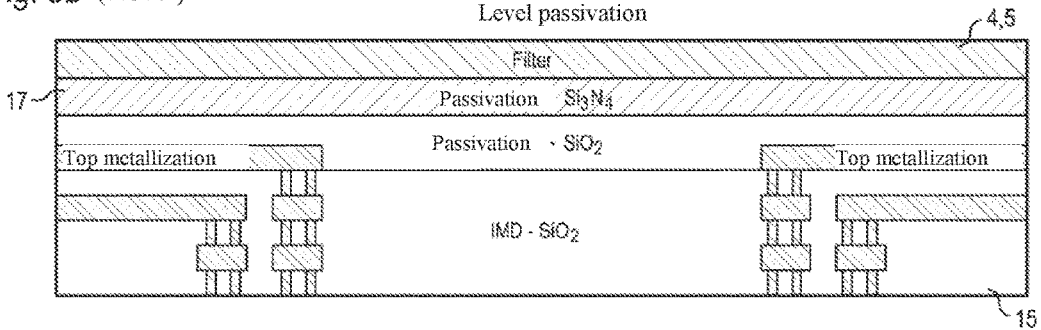 Level passivation
4,5
Filter
17
Passivation Si₃N₄
Passivation · SiO₂
Top metallization Top metallization
IMD - SiO₂
15